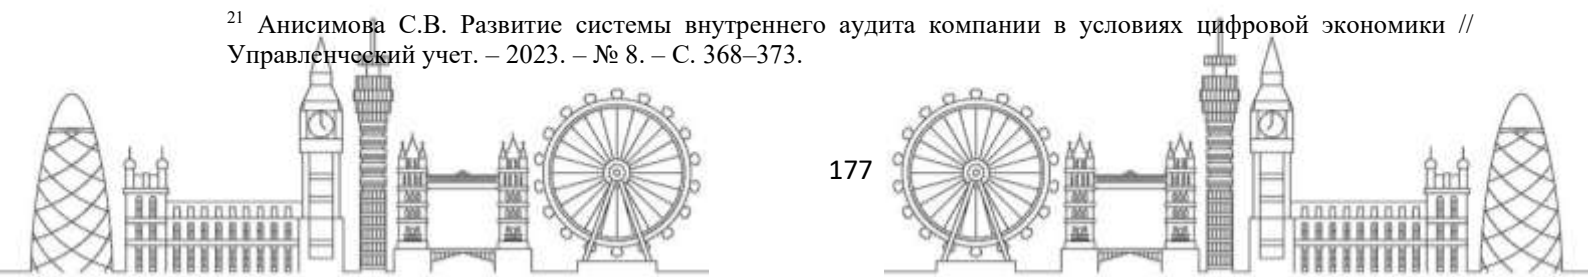 21 Анисимова С.В. Развитие системы внутреннего аудита компании в условиях цифровой экономики //
Управленческий учет. – 2023. – № 8. – С. 368–373.
177